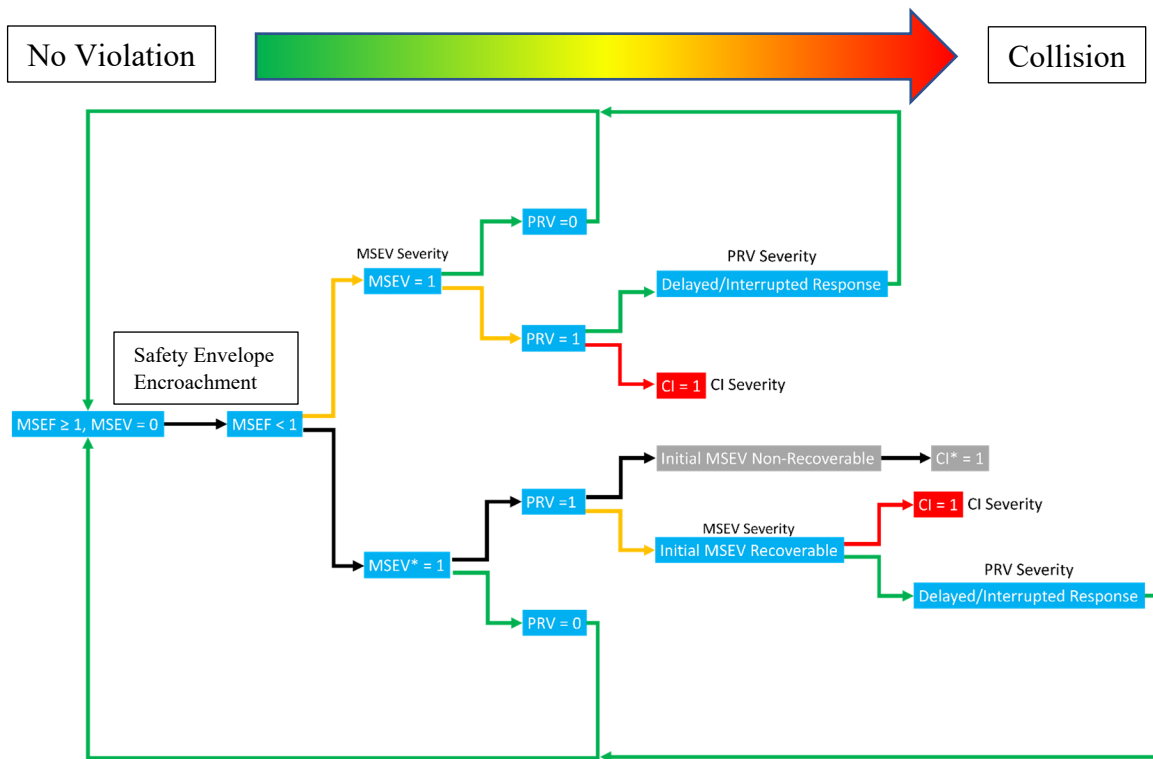 No Violation
Collision
PRV =0
MSEV Severity
MSEV = 1
PRV Severity
Delayed/Interrupted Response
PRV = 1
Safety Envelope
Encroachment
CI = 1 CI Severity
MSEF ≥ 1, MSEV = 0
MSEF < 1
Initial MSEV Non-Recoverable
CI* = 1
PRV =1
CI = 1 CI Severity
MSEV Severity
Initial MSEV Recoverable
MSEV* = 1
PRV Severity
Delayed/Interrupted Response
PRV = 0